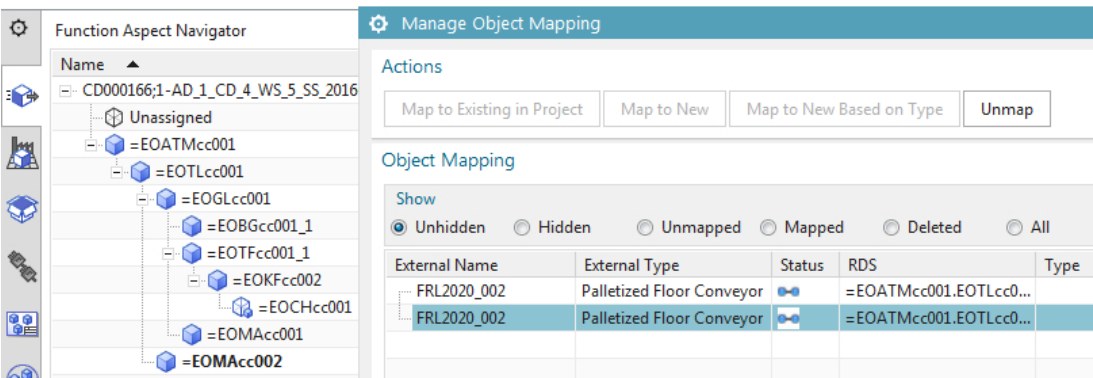 Function Aspect Navigator
Name
CD000166;1-AD_1_CD_4_WS_5_SS_2016
Unassigned
=EOATMcc001
=EOTLcc001
=EOGLcc001
=EOBGcc001_1
=EOTFcc001_1
=EOKFcc002
=EOCHcc001
=EOMAcc001
=EOMAcc002
Manage Object Mapping
Actions
Map to Existing in Project Map to New Map to New Based on Type Unmap
Object Mapping
Show
Unhidden Hidden Unmapped Mapped Deleted All
External Name External Type Status RDS Type
FRL2020_002 Palletized Floor Conveyor =EOATMcc001.EOTLcc0...
FRL2020_002 Palletized Floor Conveyor =EOATMcc001.EOTLcc0...